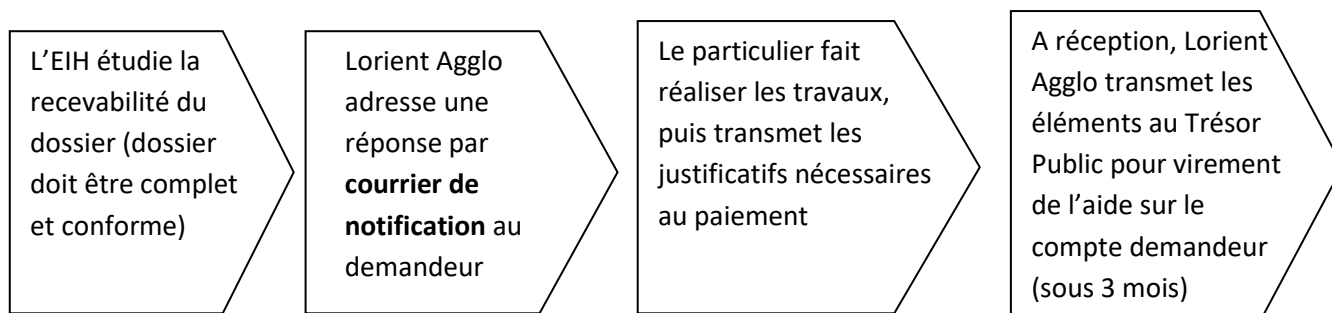 L’EIH étudie la
recevabilité du
dossier (dossier
doit être complet
et conforme)
Lorient Agglo
adresse une
réponse par
courrier de
notification au
demandeur
Le particulier fait
réaliser les travaux,
puis transmet les
justificatifs nécessaires
au paiement
A réception, Lorient
Agglo transmet les
éléments au Trésor
Public pour virement
de l’aide sur le
compte demandeur
(sous 3 mois)